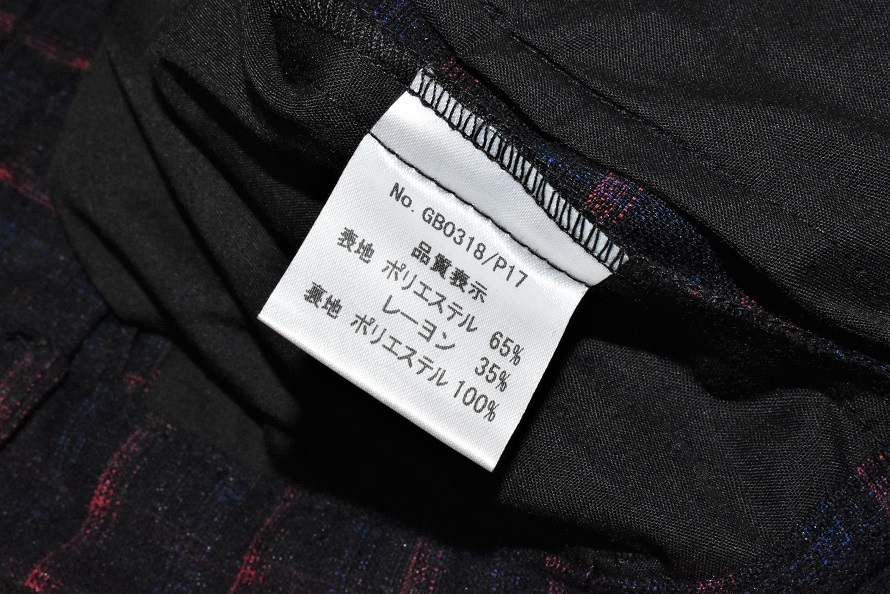 No. GB0318/P17
品質表示
表地 ポリエステル 65%
レーヨン 35%
裏地 ポリエステル 100%